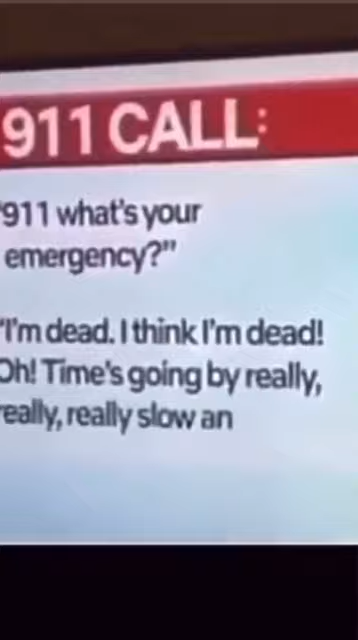 911 CALL:
"911 what's your
emergency?"
"I'm dead. I think I'm dead!
Oh! Time's going by really,
really, really slow an